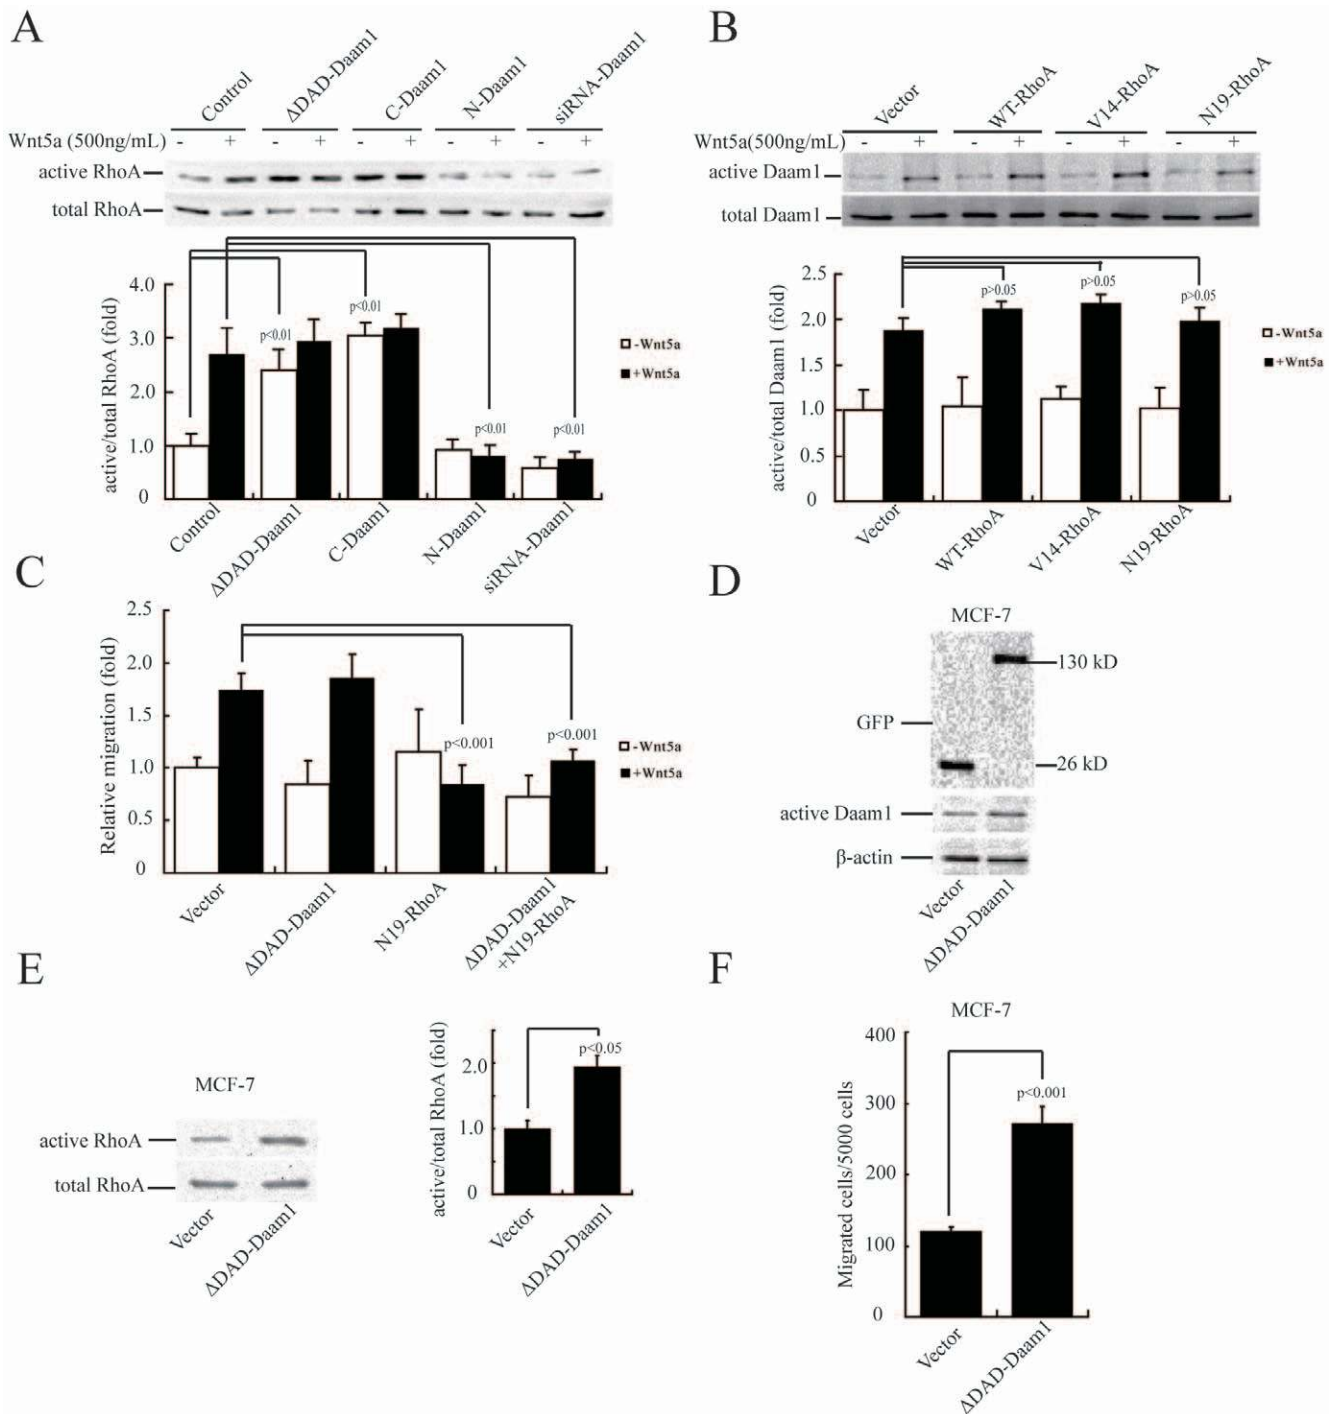 A
Control
ΔDAD-Daam1
C-Daam1
N-Daam1
siRNA-Daam1
Wnt5a (500ng/mL)
- + - + - + - + - +
active RhoA
total RhoA
active/total RhoA (fold)
4.0
3.0
2.0
1.0
0
p<0.01
p<0.01
p<0.01
p<0.01
-Wnt5a
+Wnt5a
Control
ΔDAD-Daam1
C-Daam1
N-Daam1
siRNA-Daam1
B
Vector
WT-RhoA
V14-RhoA
N19-RhoA
Wnt5a(500ng/mL)
- + - + - + - +
active Daam1
total Daam1
active/total Daam1 (fold)
2.5
2.0
1.5
1.0
0.5
0
p>0.05
p>0.05
p>0.05
-Wnt5a
+Wnt5a
Vector
WT-RhoA
V14-RhoA
N19-RhoA
C
Relative migration (fold)
2.5
2.0
1.5
1.0
0.5
0
p<0.001
p<0.001
-Wnt5a
+Wnt5a
Vector
ΔDAD-Daam1
N19-RhoA
ΔDAD-Daam1
+N19-RhoA
D
MCF-7
130 kD
GFP
26 kD
active Daam1
β-actin
Vector
ΔDAD-Daam1
E
MCF-7
active RhoA
total RhoA
Vector
ΔDAD-Daam1
active/total RhoA (fold)
2.0
1.0
0
p<0.05
Vector
ΔDAD-Daam1
F
MCF-7
Migrated cells/5000 cells
400
300
200
100
0
p<0.001
Vector
ΔDAD-Daam1